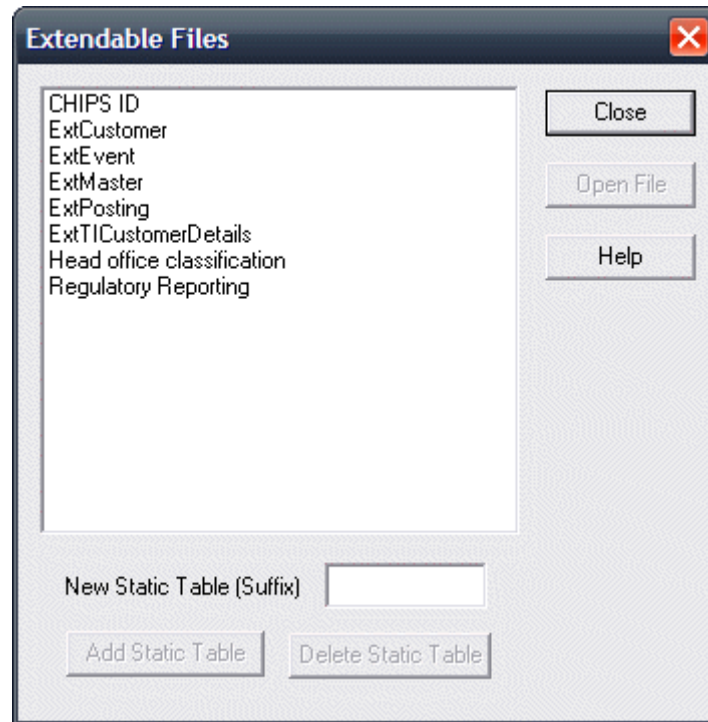 Extendable Files
CHIPS ID
ExtCustomer
ExtEvent
ExtMaster
ExtPosting
ExtTICustomerDetails
Head office classification
Regulatory Reporting
Close
Open File
Help
New Static Table (Suffix)
Add Static Table
Delete Static Table